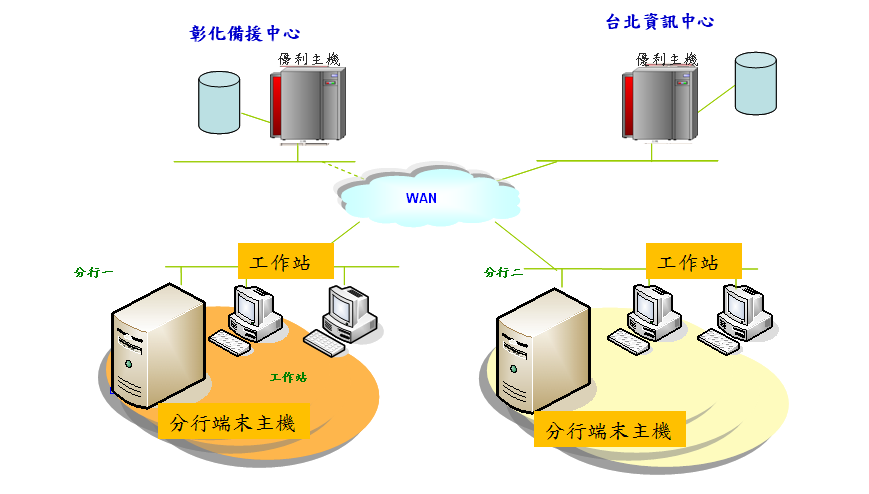 彰化備援中心
台北資訊中心
優利主機
優利主機
WAN
分行一
工作站
分行二
工作站
工作站
分行端末主機
分行端末主機